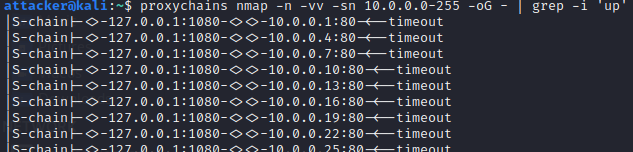 attacker@kali:~$ proxychains nmap -n -vv -sn 10.0.0.0-255 -oG - | grep -i 'up'
|S-chain|-<>-127.0.0.1:1080-<><>-10.0.0.1:80-<--timeout
|S-chain|-<>-127.0.0.1:1080-<><>-10.0.0.4:80-<--timeout
|S-chain|-<>-127.0.0.1:1080-<><>-10.0.0.7:80-<--timeout
|S-chain|-<>-127.0.0.1:1080-<><>-10.0.0.10:80-<--timeout
|S-chain|-<>-127.0.0.1:1080-<><>-10.0.0.13:80-<--timeout
|S-chain|-<>-127.0.0.1:1080-<><>-10.0.0.16:80-<--timeout
|S-chain|-<>-127.0.0.1:1080-<><>-10.0.0.19:80-<--timeout
|S-chain|-<>-127.0.0.1:1080-<><>-10.0.0.22:80-<--timeout
|S-chain|-<>-127.0.0.1:1080-<><>-10.0.0.25:80-<--timeout